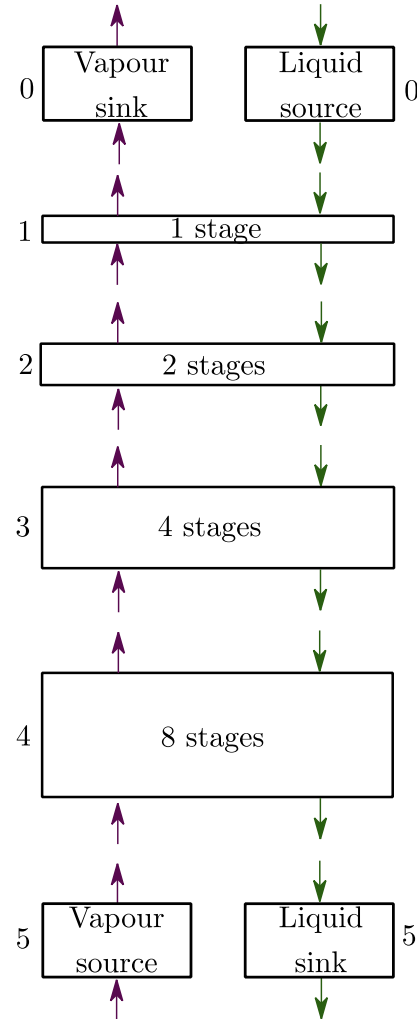 Vapour
sink
Liquid
source
0
0
1
1 stage
2
2 stages
3
4 stages
4
8 stages
Vapour
source
Liquid
sink
5
5